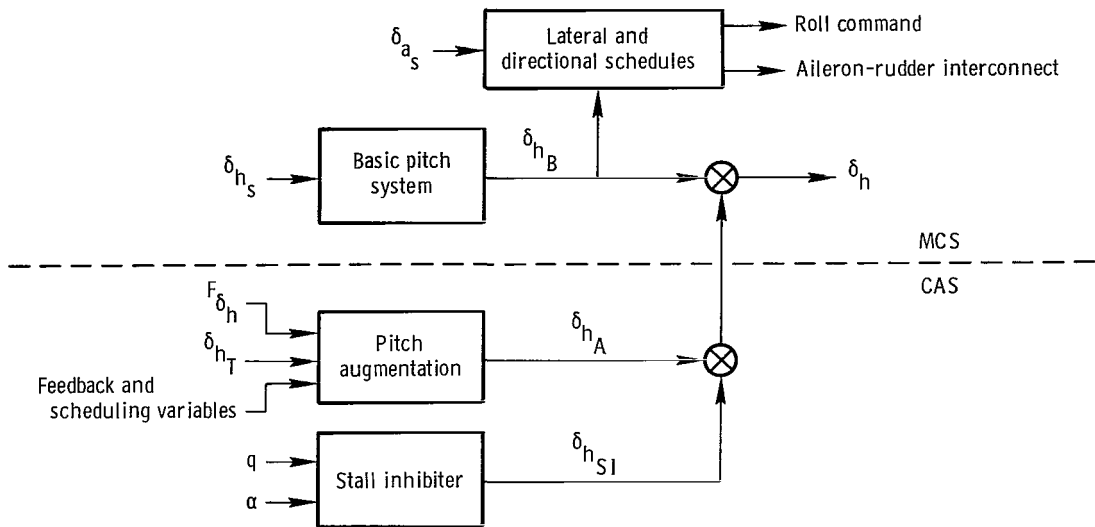 Lateral and
directional schedules
δas
Roll command
Aileron-rudder interconnect
δhs
Basic pitch
system
δhB
δh
MCS
CAS
Fδh
δhT
Feedback and
scheduling variables
Pitch
augmentation
δhA
q
α
Stall inhibiter
δhSI